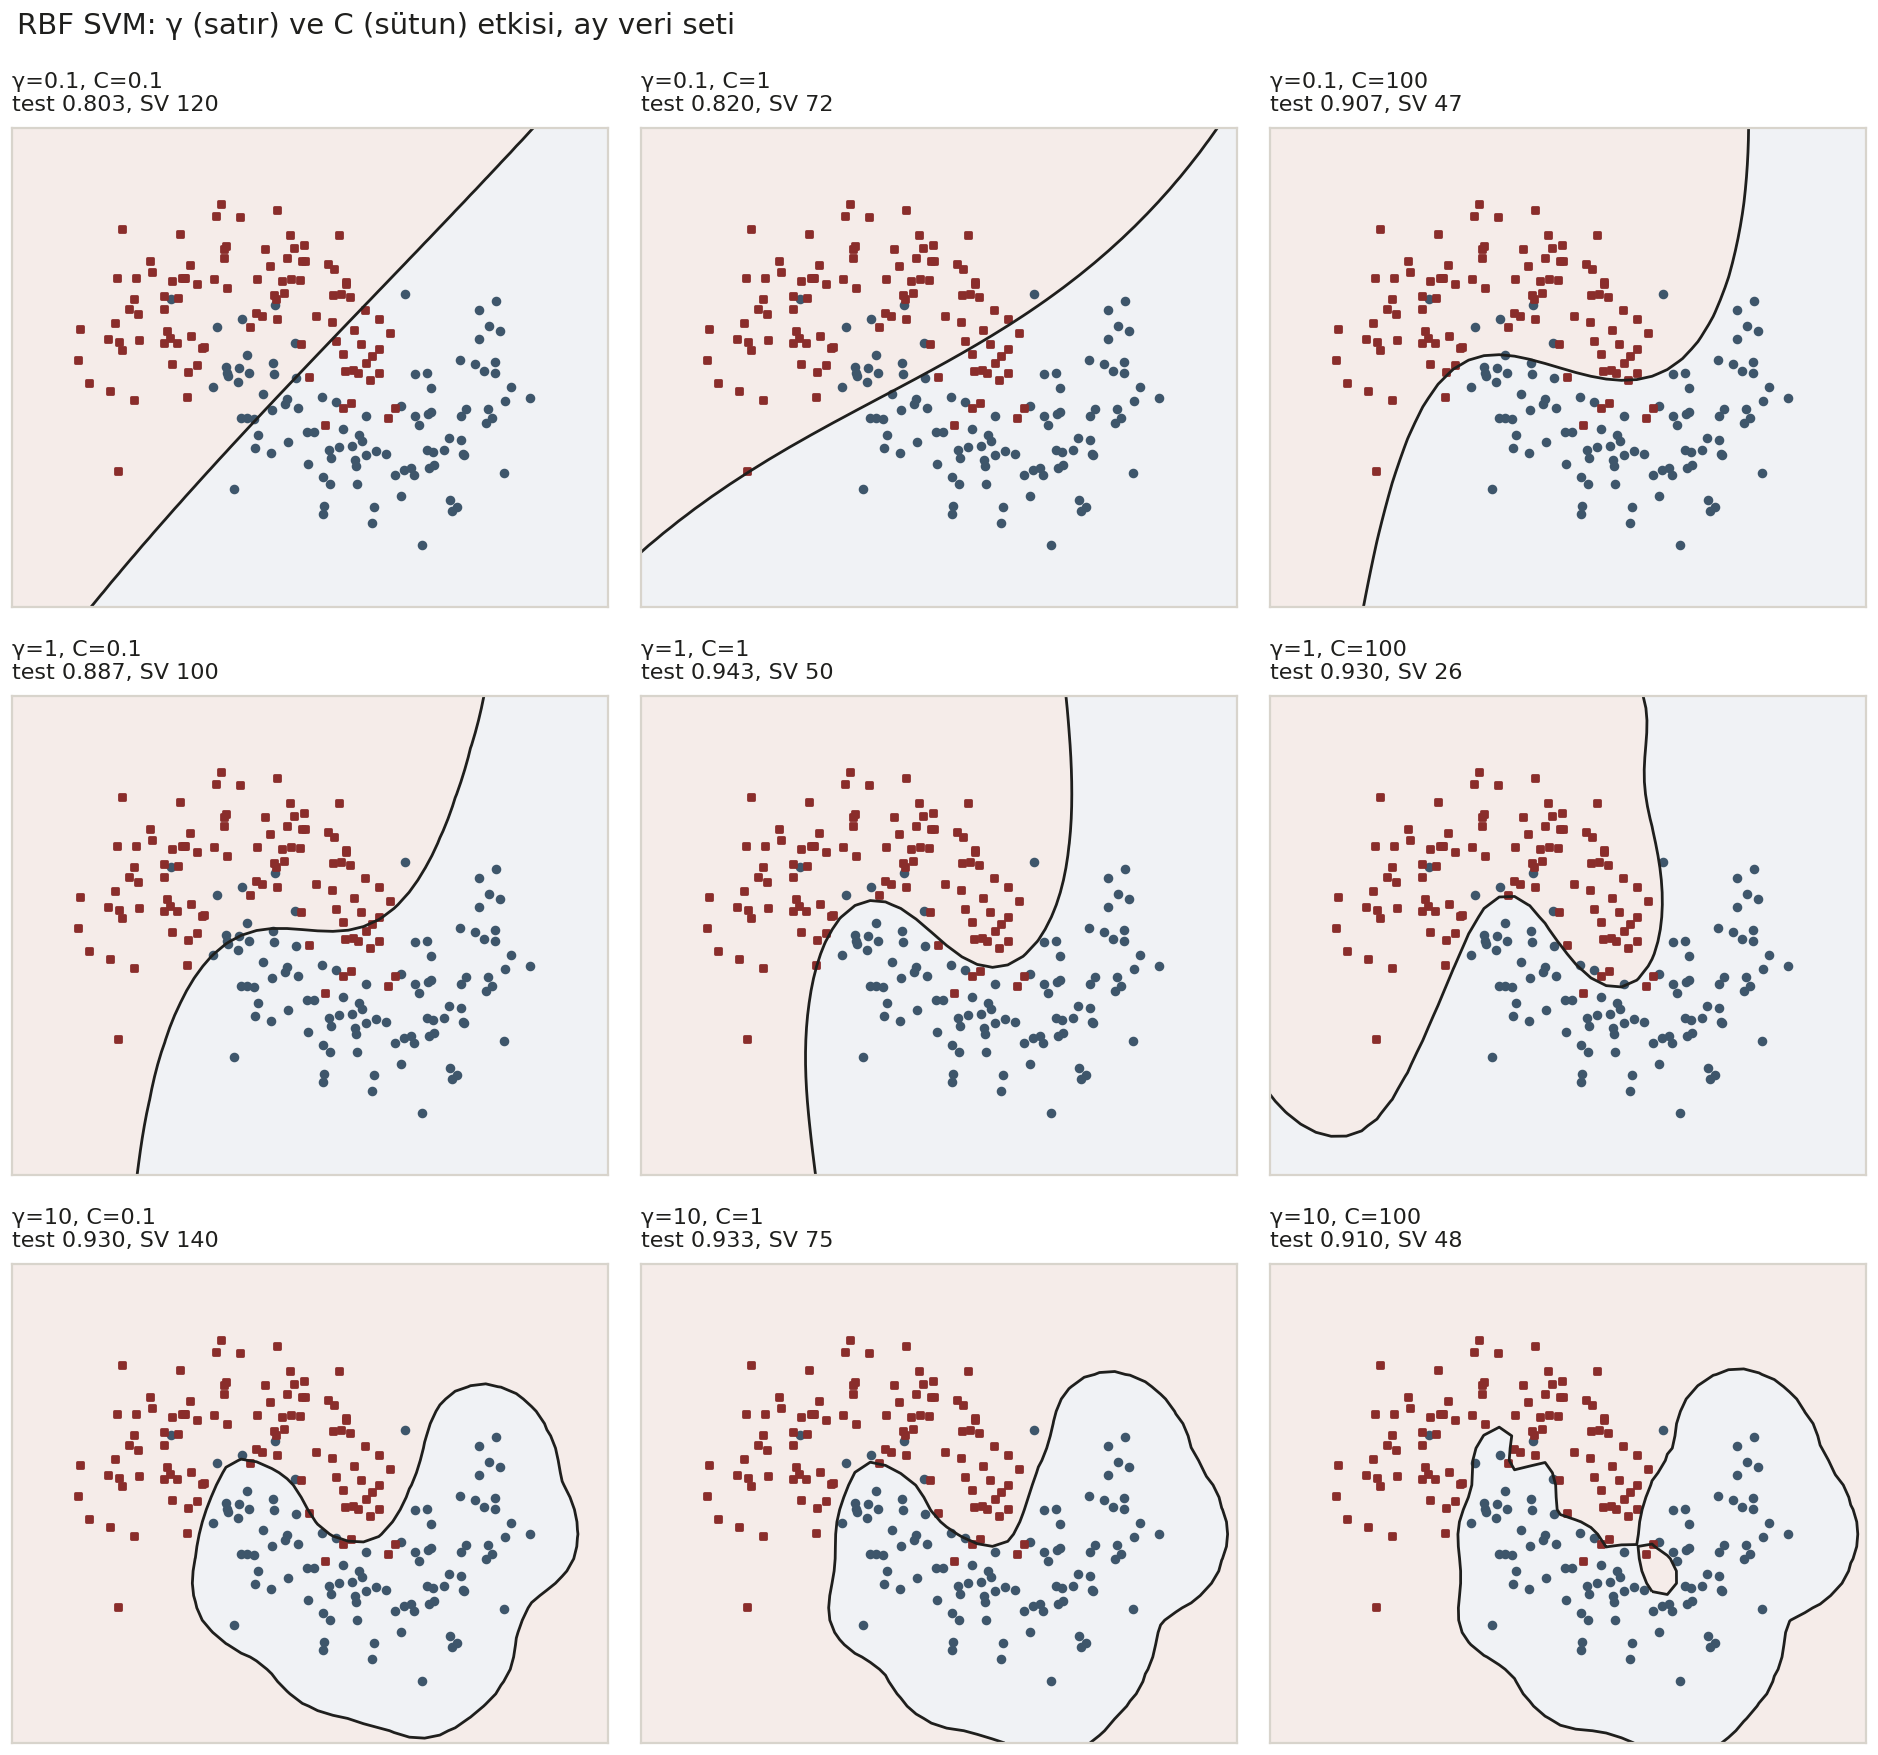 RBF SVM: γ (satır) ve C (sütun) etkisi, ay veri seti
γ=0.1, C=0.1
test 0.803, SV 120
γ=0.1, C=1
test 0.820, SV 72
γ=0.1, C=100
test 0.907, SV 47
γ=1, C=0.1
test 0.887, SV 100
γ=1, C=1
test 0.943, SV 50
γ=1, C=100
test 0.930, SV 26
γ=10, C=0.1
test 0.930, SV 140
γ=10, C=1
test 0.933, SV 75
γ=10, C=100
test 0.910, SV 48